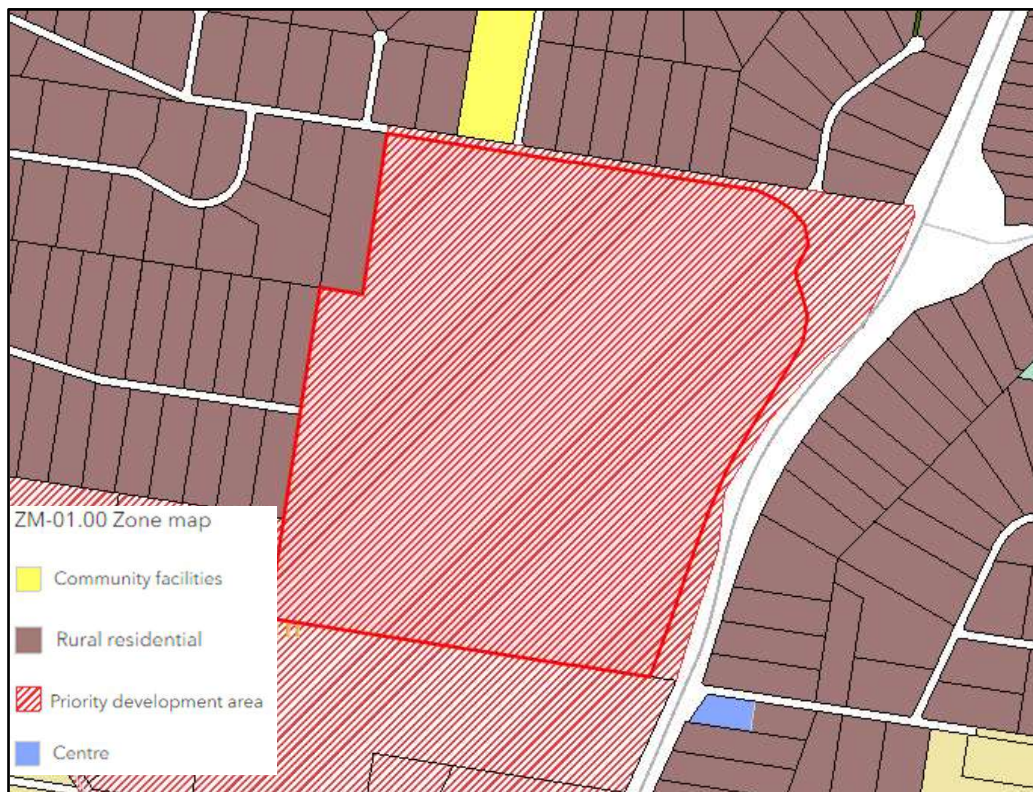 ZM-01.00 Zone map
Community facilities
Rural residential
Priority development area
Centre